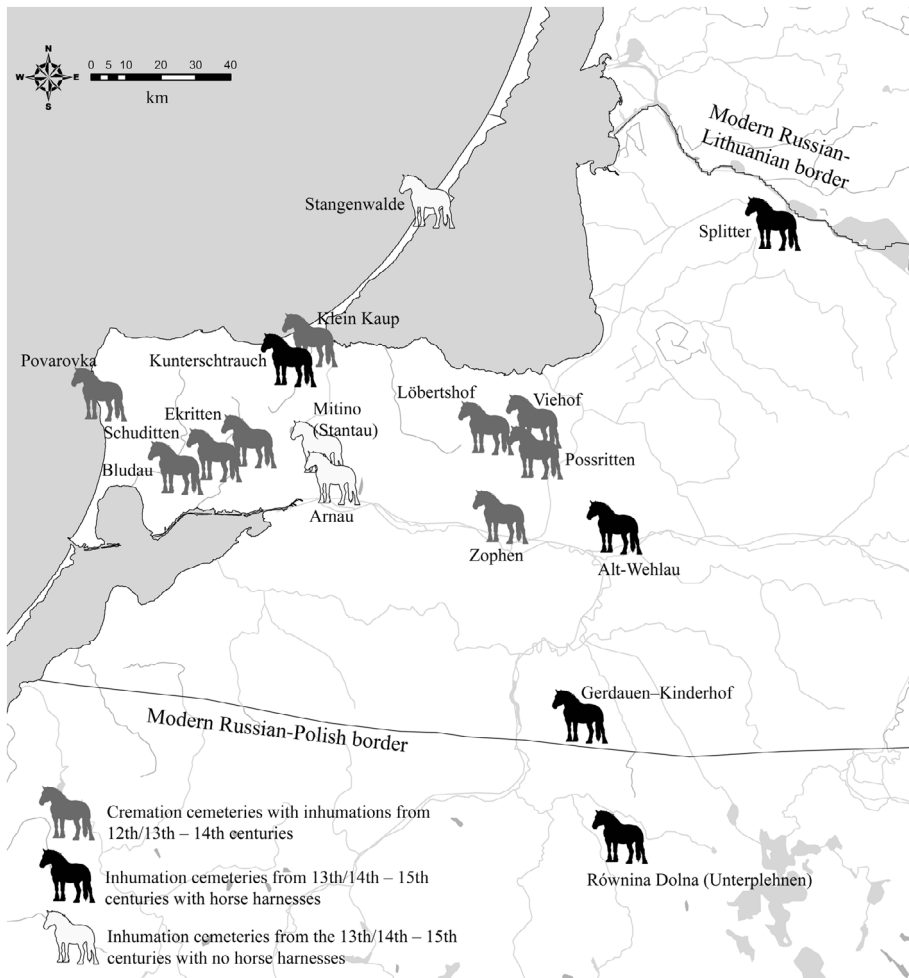 N
W E
S
0 5 10 20 30 40
km
Modern Russian-
Lithuanian border
Stangenwalde
Splitter
Klein Kaup
Povarovka
Kunterschtrauch
Löbertshof
Viehof
Ekritten
Mitino
(Stantau)
Schuditten
Bludau
Possritten
Arnau
Zophen
Alt-Wehlau
Gerdauen–Kinderhof
Modern Russian-Polish border
Równina Dolna (Unterplehnen)
Cremation cemeteries with inhumations from
12th/13th – 14th centuries
Inhumation cemeteries from 13th/14th – 15th
centuries with horse harnesses
Inhumation cemeteries from the 13th/14th – 15th
centuries with no horse harnesses